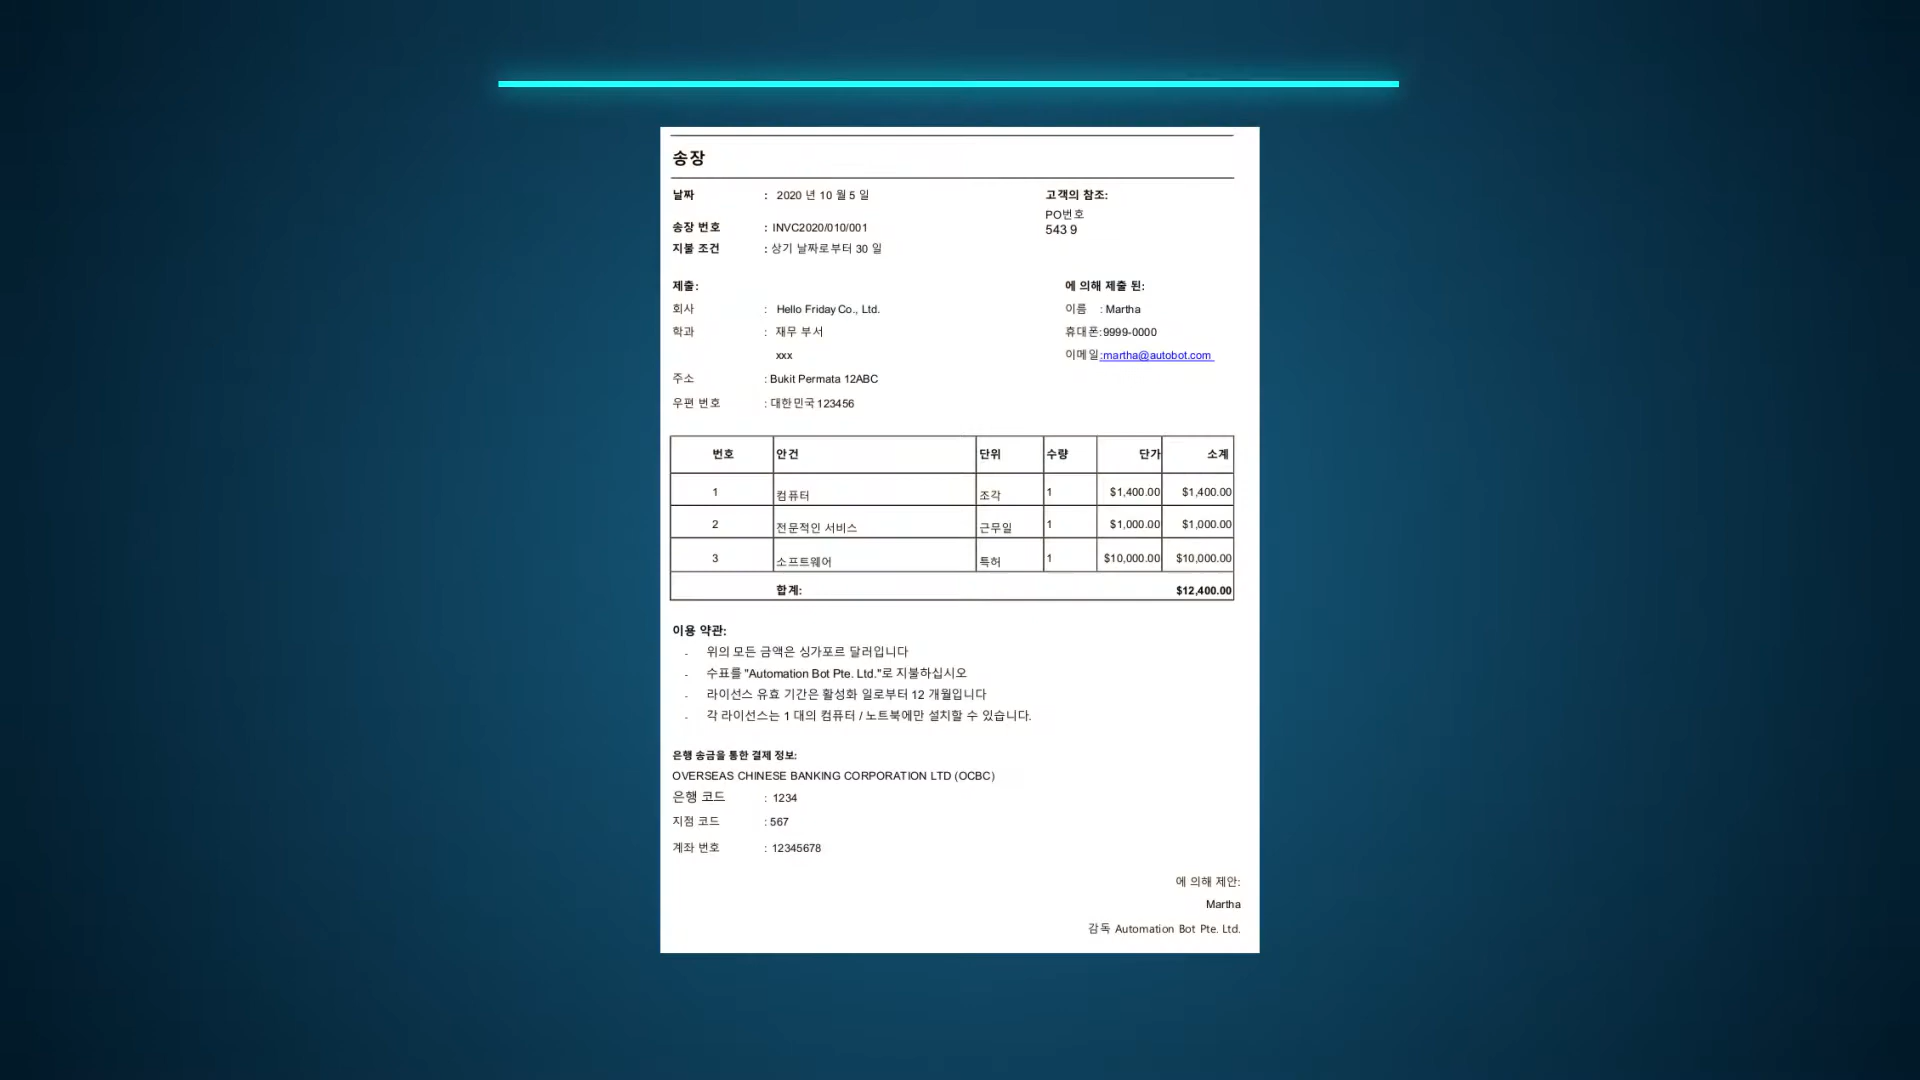 송장
날짜 : 2020 년 10 월 5 일
고객의 참조:
PO번호
543 9
송장 번호 : INVC2020/010/001
지불 조건 : 상기 날짜로부터 30 일
제출:
회사 : Hello Friday Co., Ltd.
학과 : 재무 부서
xxx
주소 : Bukit Permata 12ABC
우편 번호 : 대한민국 123456
에 의해 제출 된:
이름 : Martha
휴대폰:9999-0000
이메일:martha@autobot.com
번호 안건 단위 수량 단가 소계
1 컴퓨터 조각 1 $1,400.00 $1,400.00
2 전문적인 서비스 근무일 1 $1,000.00 $1,000.00
3 소프트웨어 특허 1 $10,000.00 $10,000.00
합계: $12,400.00
이용 약관:
- 위의 모든 금액은 싱가포르 달러입니다
- 수표를 "Automation Bot Pte. Ltd."로 지불하십시오
- 라이선스 유효 기간은 활성화 일로부터 12 개월입니다
- 각 라이선스는 1 대의 컴퓨터 / 노트북에만 설치할 수 있습니다.
은행 송금을 통한 결제 정보:
OVERSEAS CHINESE BANKING CORPORATION LTD (OCBC)
은행 코드 : 1234
지점 코드 : 567
계좌 번호 : 12345678
에 의해 제안:
Martha
감독 Automation Bot Pte. Ltd.